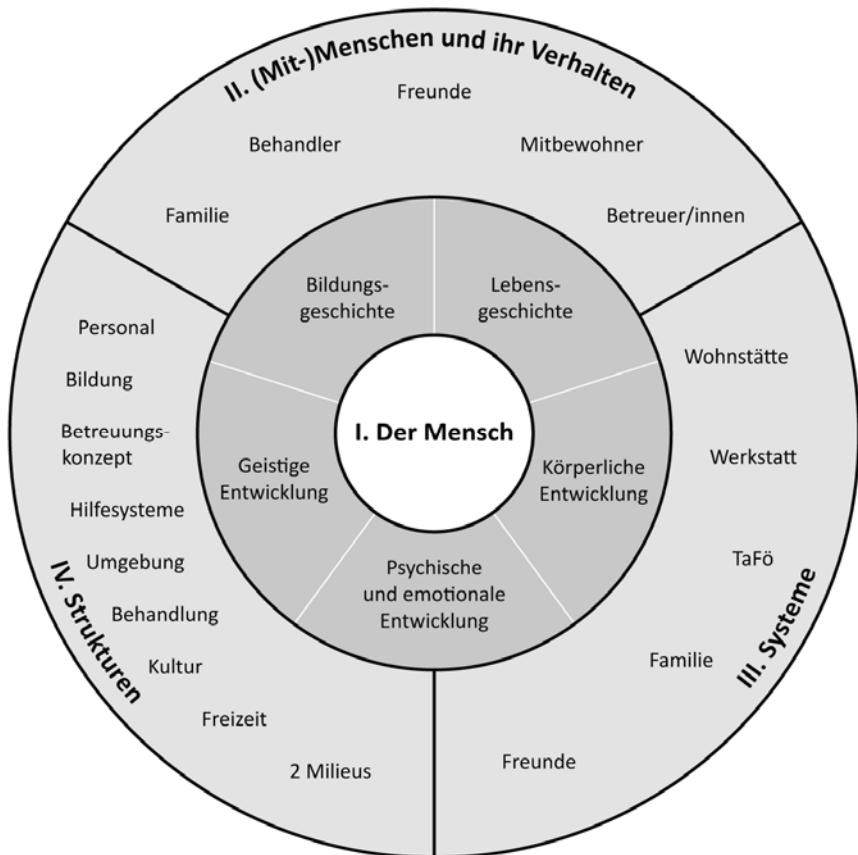 II. (Mit-)Menschen und ihr Verhalten
Freunde
Behandler
Mitbewohner
Familie
Betreuer/innen
Bildungs-
geschichte
Lebens-
geschichte
I. Der Mensch
Geistige
Entwicklung
Körperliche
Entwicklung
Psychische
und emotionale
Entwicklung
Wohnstätte
Werkstatt
TaFö
Familie
Freunde
III. Systeme
Personal
Bildung
Betreuungs-
konzept
Hilfesysteme
Umgebung
Behandlung
Kultur
Freizeit
2 Milieus
IV. Strukturen